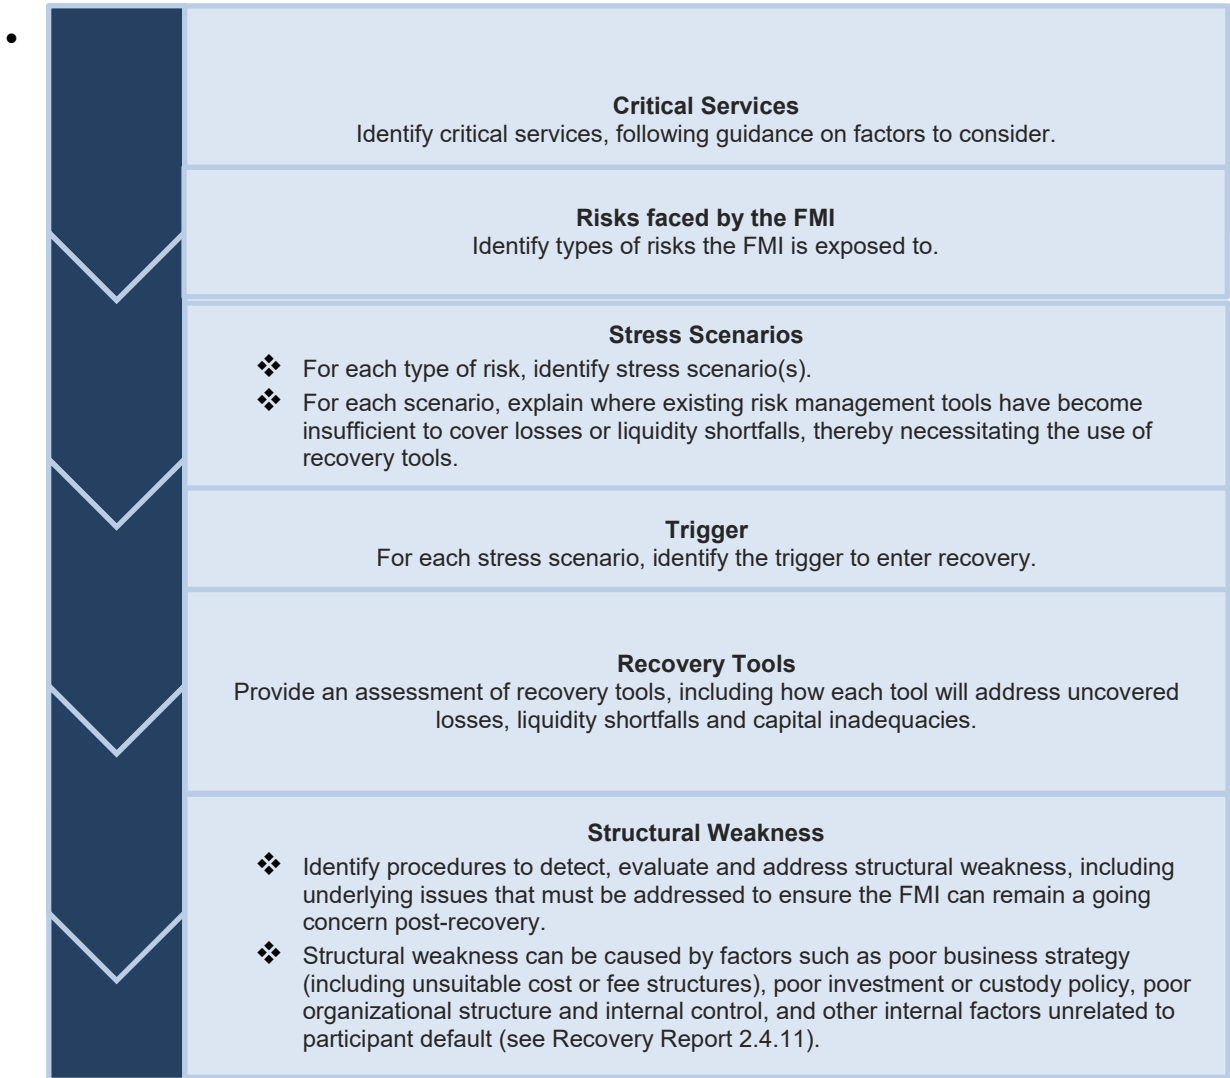 •
Critical Services
Identify critical services, following guidance on factors to consider.
Risks faced by the FMI
Identify types of risks the FMI is exposed to.
Stress Scenarios
❖ For each type of risk, identify stress scenario(s).
❖ For each scenario, explain where existing risk management tools have become
insufficient to cover losses or liquidity shortfalls, thereby necessitating the use of
recovery tools.
Trigger
For each stress scenario, identify the trigger to enter recovery.
Recovery Tools
Provide an assessment of recovery tools, including how each tool will address uncovered
losses, liquidity shortfalls and capital inadequacies.
Structural Weakness
❖ Identify procedures to detect, evaluate and address structural weakness, including
underlying issues that must be addressed to ensure the FMI can remain a going
concern post-recovery.
❖ Structural weakness can be caused by factors such as poor business strategy
(including unsuitable cost or fee structures), poor investment or custody policy, poor
organizational structure and internal control, and other internal factors unrelated to
participant default (see Recovery Report 2.4.11).